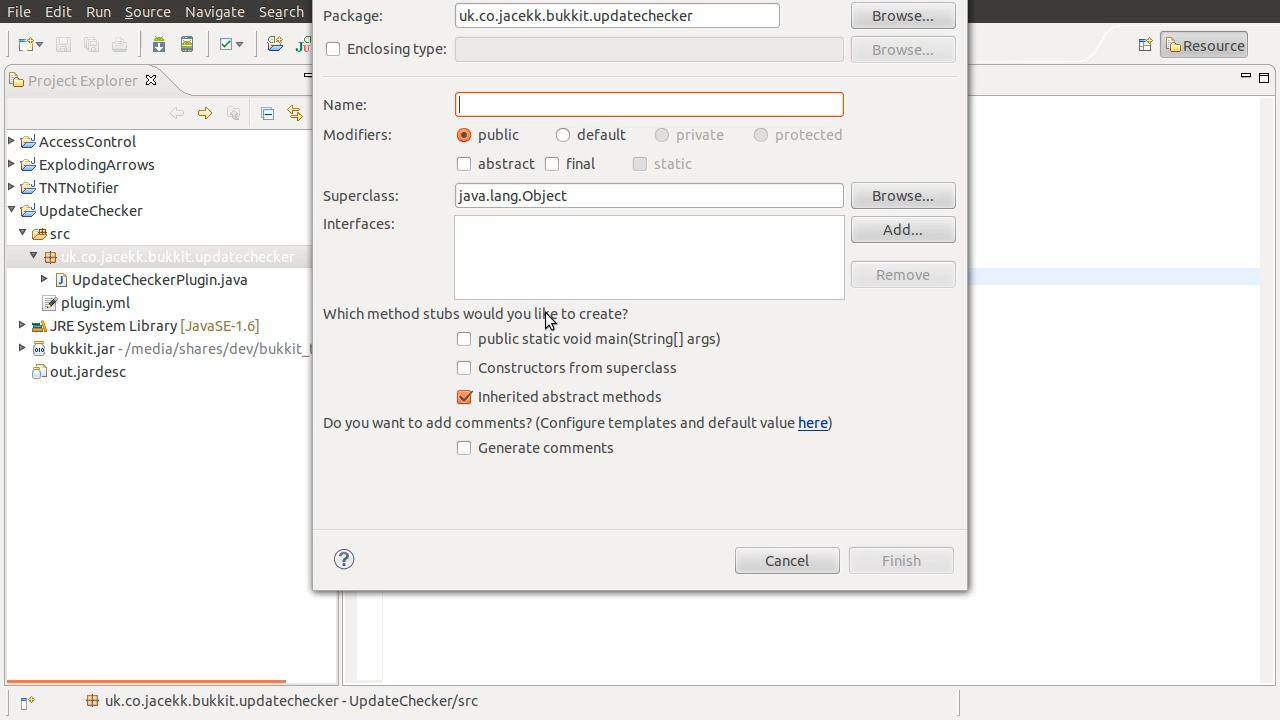 File Edit Run Source Navigate Search
Package: uk.co.jacekk.bukkit.updatechecker Browse...
Resource
Enclosing type: Browse...
Project Explorer
Name:
Modifiers: public default private protected
AccessControl
abstract final static
ExplodingArrows
TNTNotifier
Superclass: java.lang.Object Browse...
UpdateChecker
Interfaces: Add...
src
uk.co.jacekk.bukkit.updatechecker
Remove
UpdateCheckerPlugin.java
plugin.yml
Which method stubs would you like to create?
JRE System Library [JavaSE-1.6]
public static void main(String[] args)
bukkit.jar - /media/shares/dev/bukkit_
out.jardesc
Constructors from superclass
Inherited abstract methods
Do you want to add comments? (Configure templates and default value here)
Generate comments
? Cancel Finish
uk.co.jacekk.bukkit.updatechecker - UpdateChecker/src